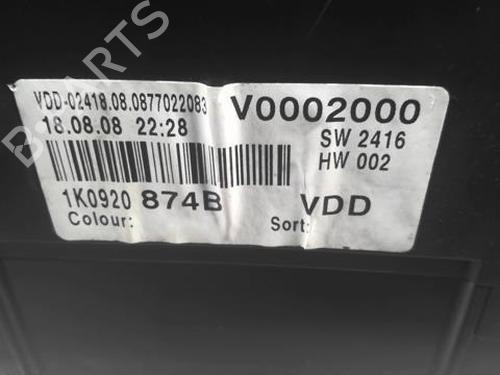 VDD-02418.08.0877022083
18.08.08 22:28
V0002000
SW 2416
HW 002
1K0920 874B VDD
Colour: Sort:
B-PARTS